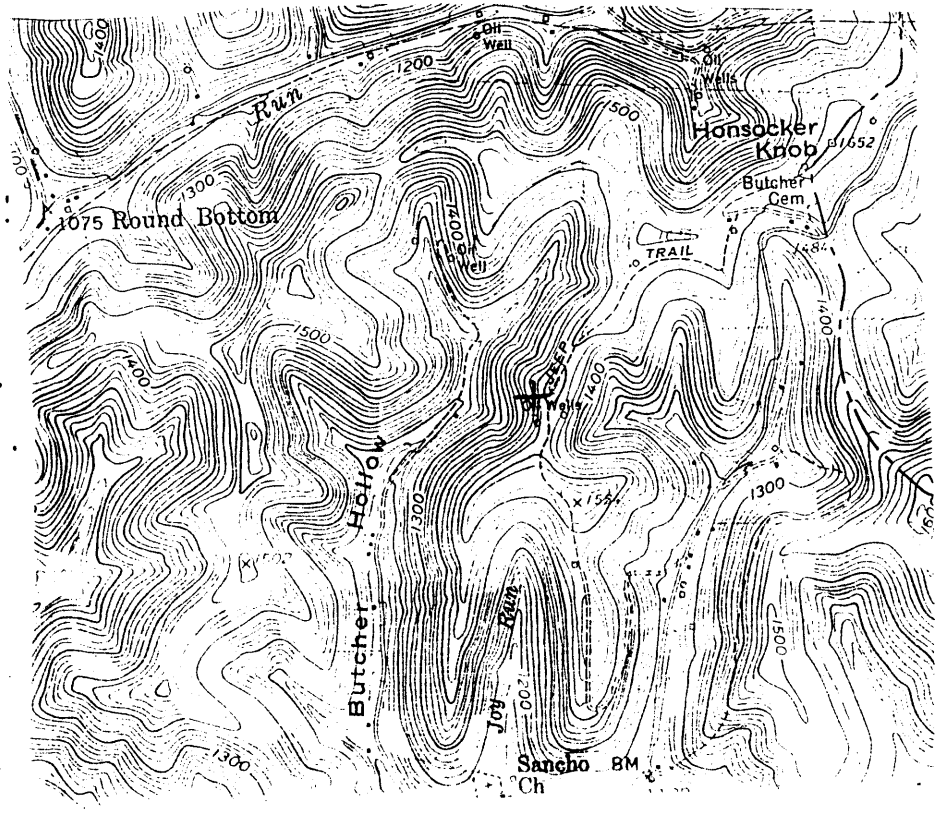 1400
Oil
Well
1200
Oil
Wells
Run
1500
Honsocker
Knob
1652
1300
Butcher
Cem
1075 Round Bottom
1400
Oil
Well
TRAIL
1484
1500
1400
1400
JEEP
1400
Oil Wells
Hollow
1300
1300
Run
Butcher
1500
Joy
1300
Sancho BM
Ch